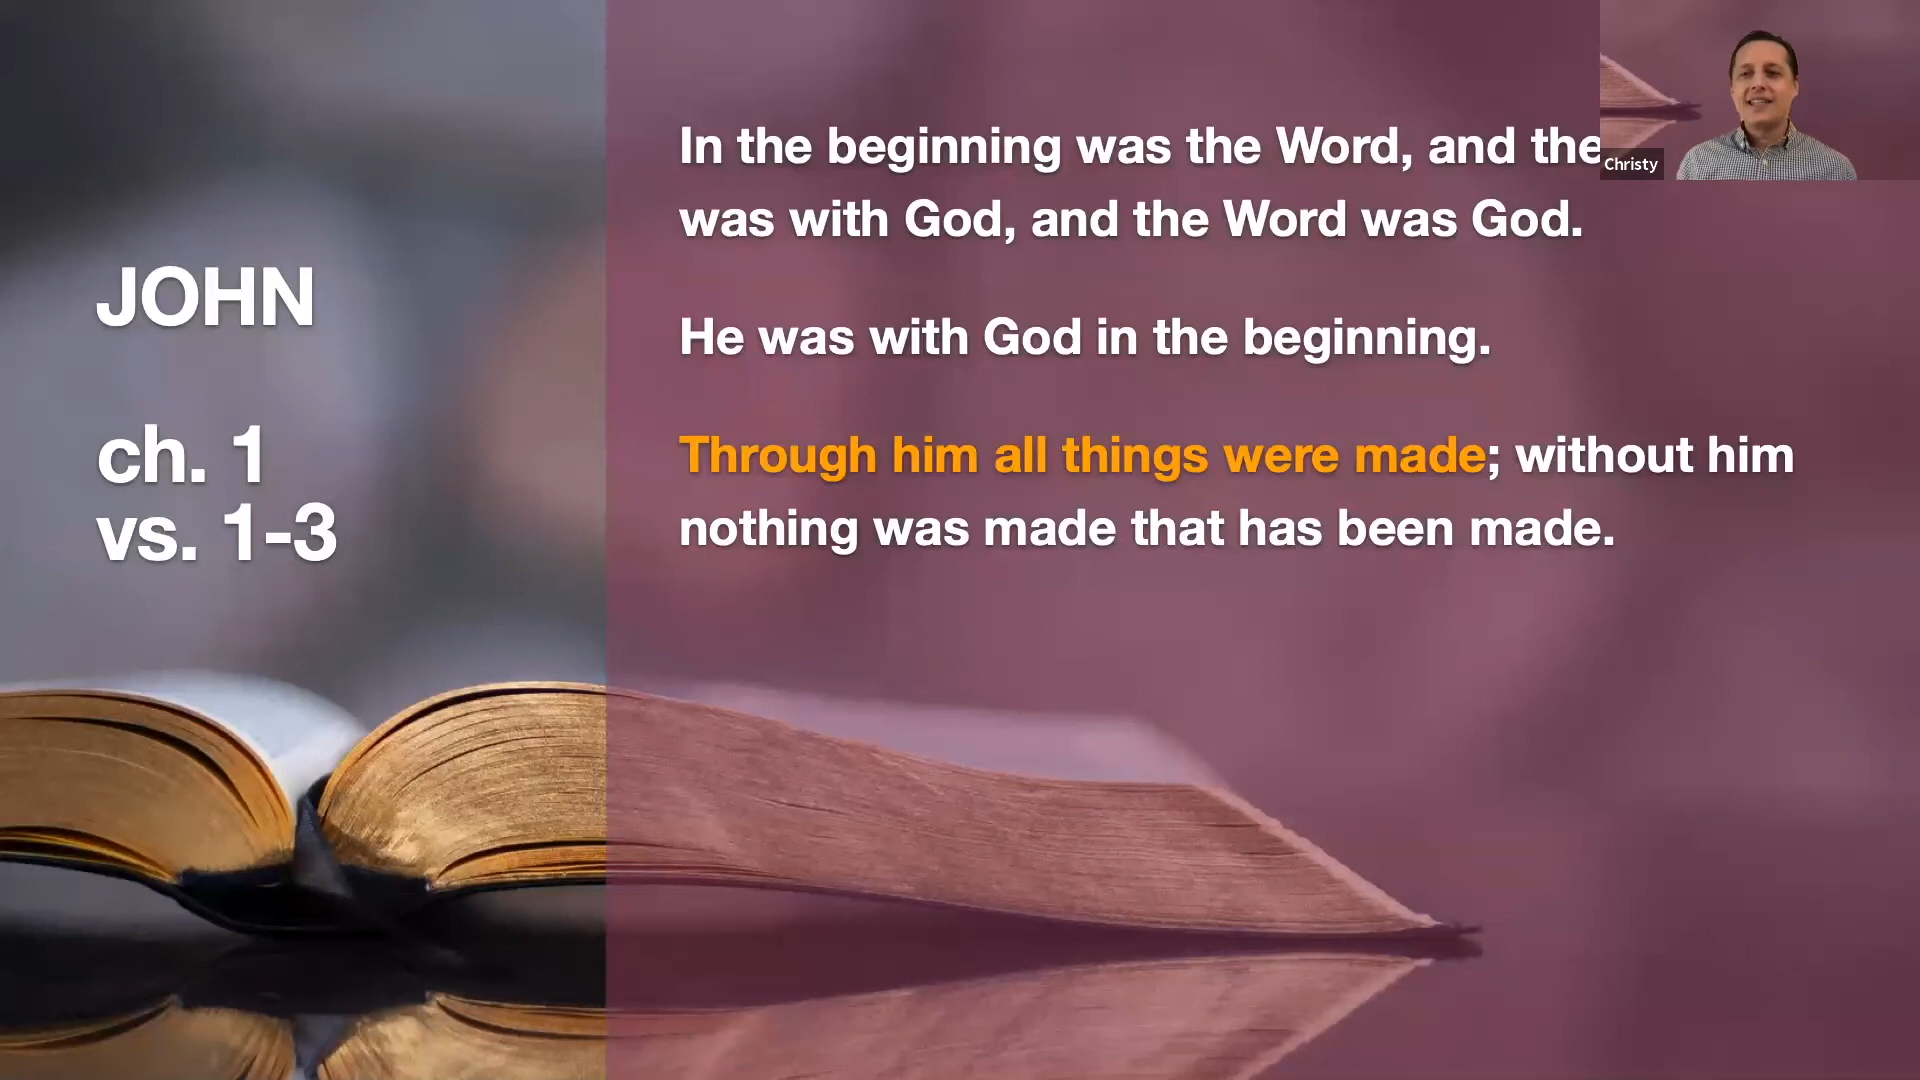 JOHN
ch. 1
vs. 1-3
In the beginning was the Word, and the
was with God, and the Word was God.
He was with God in the beginning.
Through him all things were made; without him
nothing was made that has been made.
Christy